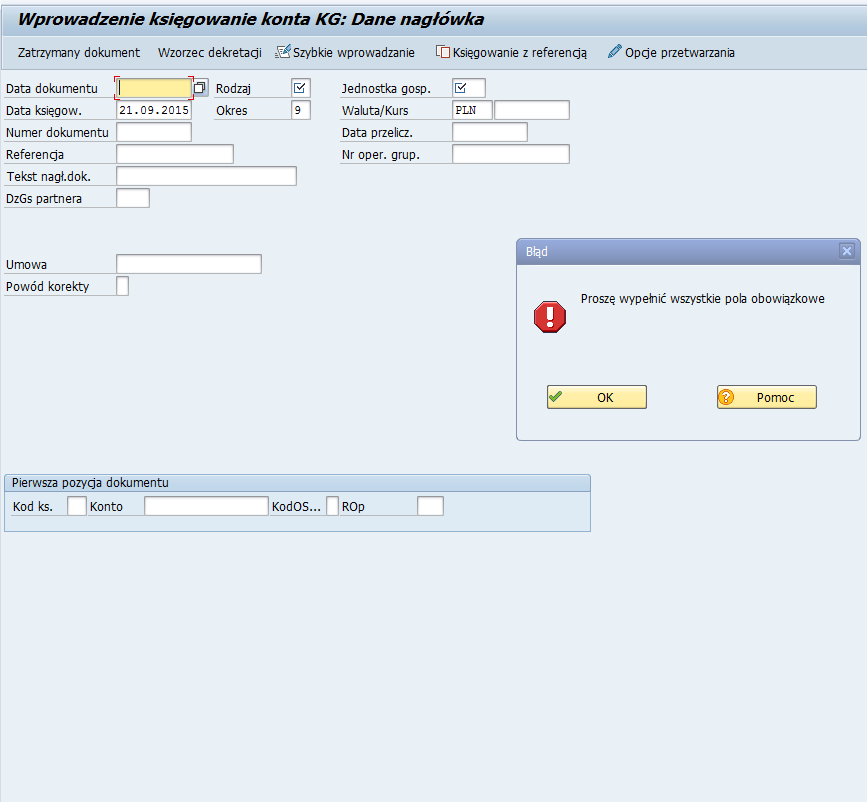 Wprowadzenie księgowanie konta KG: Dane nagłówka
Zatrzymany dokument Wzorzec dekretacji Szybkie wprowadzanie Księgowanie z referencją Opcje przetwarzania
Data dokumentu Rodzaj Jednostka gosp.
Data księgow. 21.09.2015 Okres 9 Waluta/Kurs PLN
Numer dokumentu Data przelicz.
Referencja Nr oper. grup.
Tekst nagł.dok.
DzGs partnera
Umowa
Powód korekty
Błąd
Proszę wypełnić wszystkie pola obowiązkowe
OK Pomoc
Pierwsza pozycja dokumentu
Kod ks. Konto KodOS... ROp